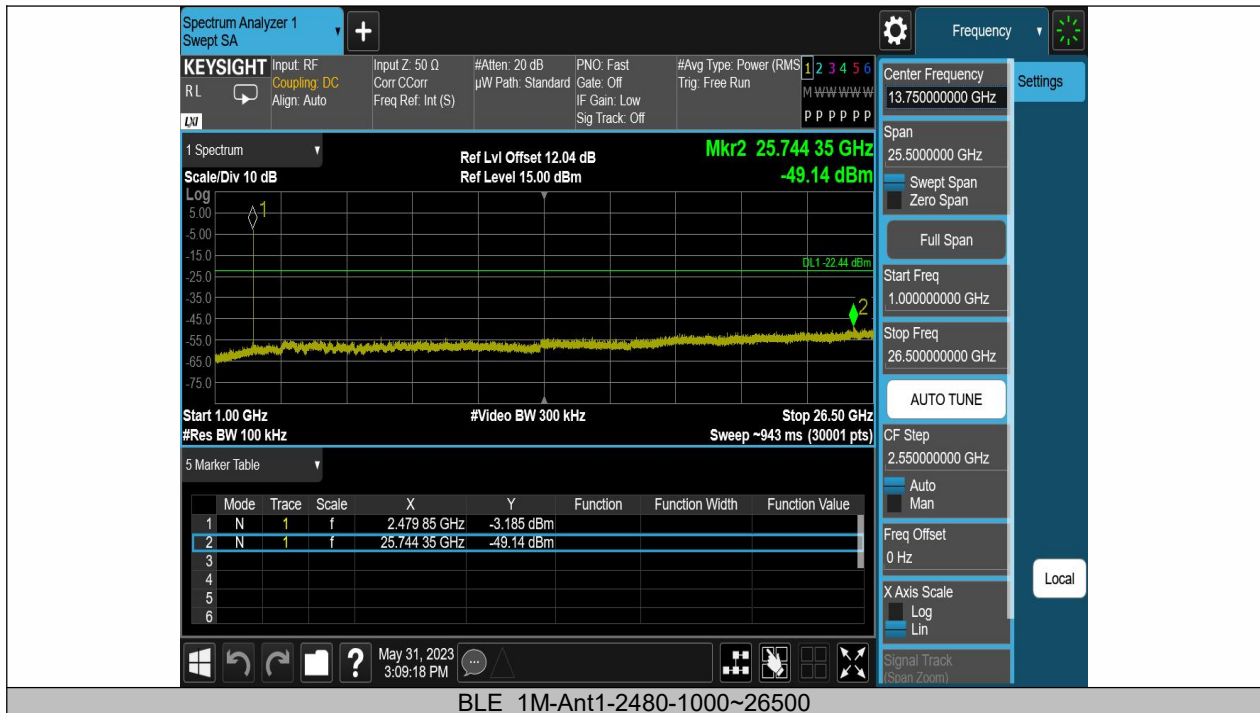 Spectrum Analyzer 1
Swept SA
+
Frequency
KEYSIGHT
RL
LXI
Input: RF
Coupling: DC
Align: Auto
Input Z: 50 Ω
Corr CCorr
Freq Ref: Int (S)
#Atten: 20 dB
µW Path: Standard
PNO: Fast
Gate: Off
IF Gain: Low
Sig Track: Off
#Avg Type: Power (RMS
Trig: Free Run
1 2 3 4 5 6
M W W W W W
P P P P P P
1 Spectrum
Scale/Div 10 dB
Ref Lvl Offset 12.04 dB
Ref Level 15.00 dBm
Mkr2 25.744 35 GHz
-49.14 dBm
Log
5.00
-5.00
-15.0
-25.0
-35.0
-45.0
-55.0
-65.0
-75.0
1
DL1 -22.44 dBm
2
Start 1.00 GHz
#Video BW 300 kHz
Stop 26.50 GHz
#Res BW 100 kHz
Sweep ~943 ms (30001 pts)
5 Marker Table
Mode Trace Scale X Y Function Function Width Function Value
1 N 1 f 2.479 85 GHz -3.185 dBm
2 N 1 f 25.744 35 GHz -49.14 dBm
3
4
5
6
?
May 31, 2023
3:09:18 PM
Center Frequency
13.750000000 GHz
Settings
Span
25.5000000 GHz
Swept Span
Zero Span
Full Span
Start Freq
1.000000000 GHz
Stop Freq
26.500000000 GHz
AUTO TUNE
CF Step
2.550000000 GHz
Auto
Man
Freq Offset
0 Hz
X Axis Scale
Log
Lin
Signal Track
(Span Zoom)
Local
BLE_1M-Ant1-2480-1000~26500